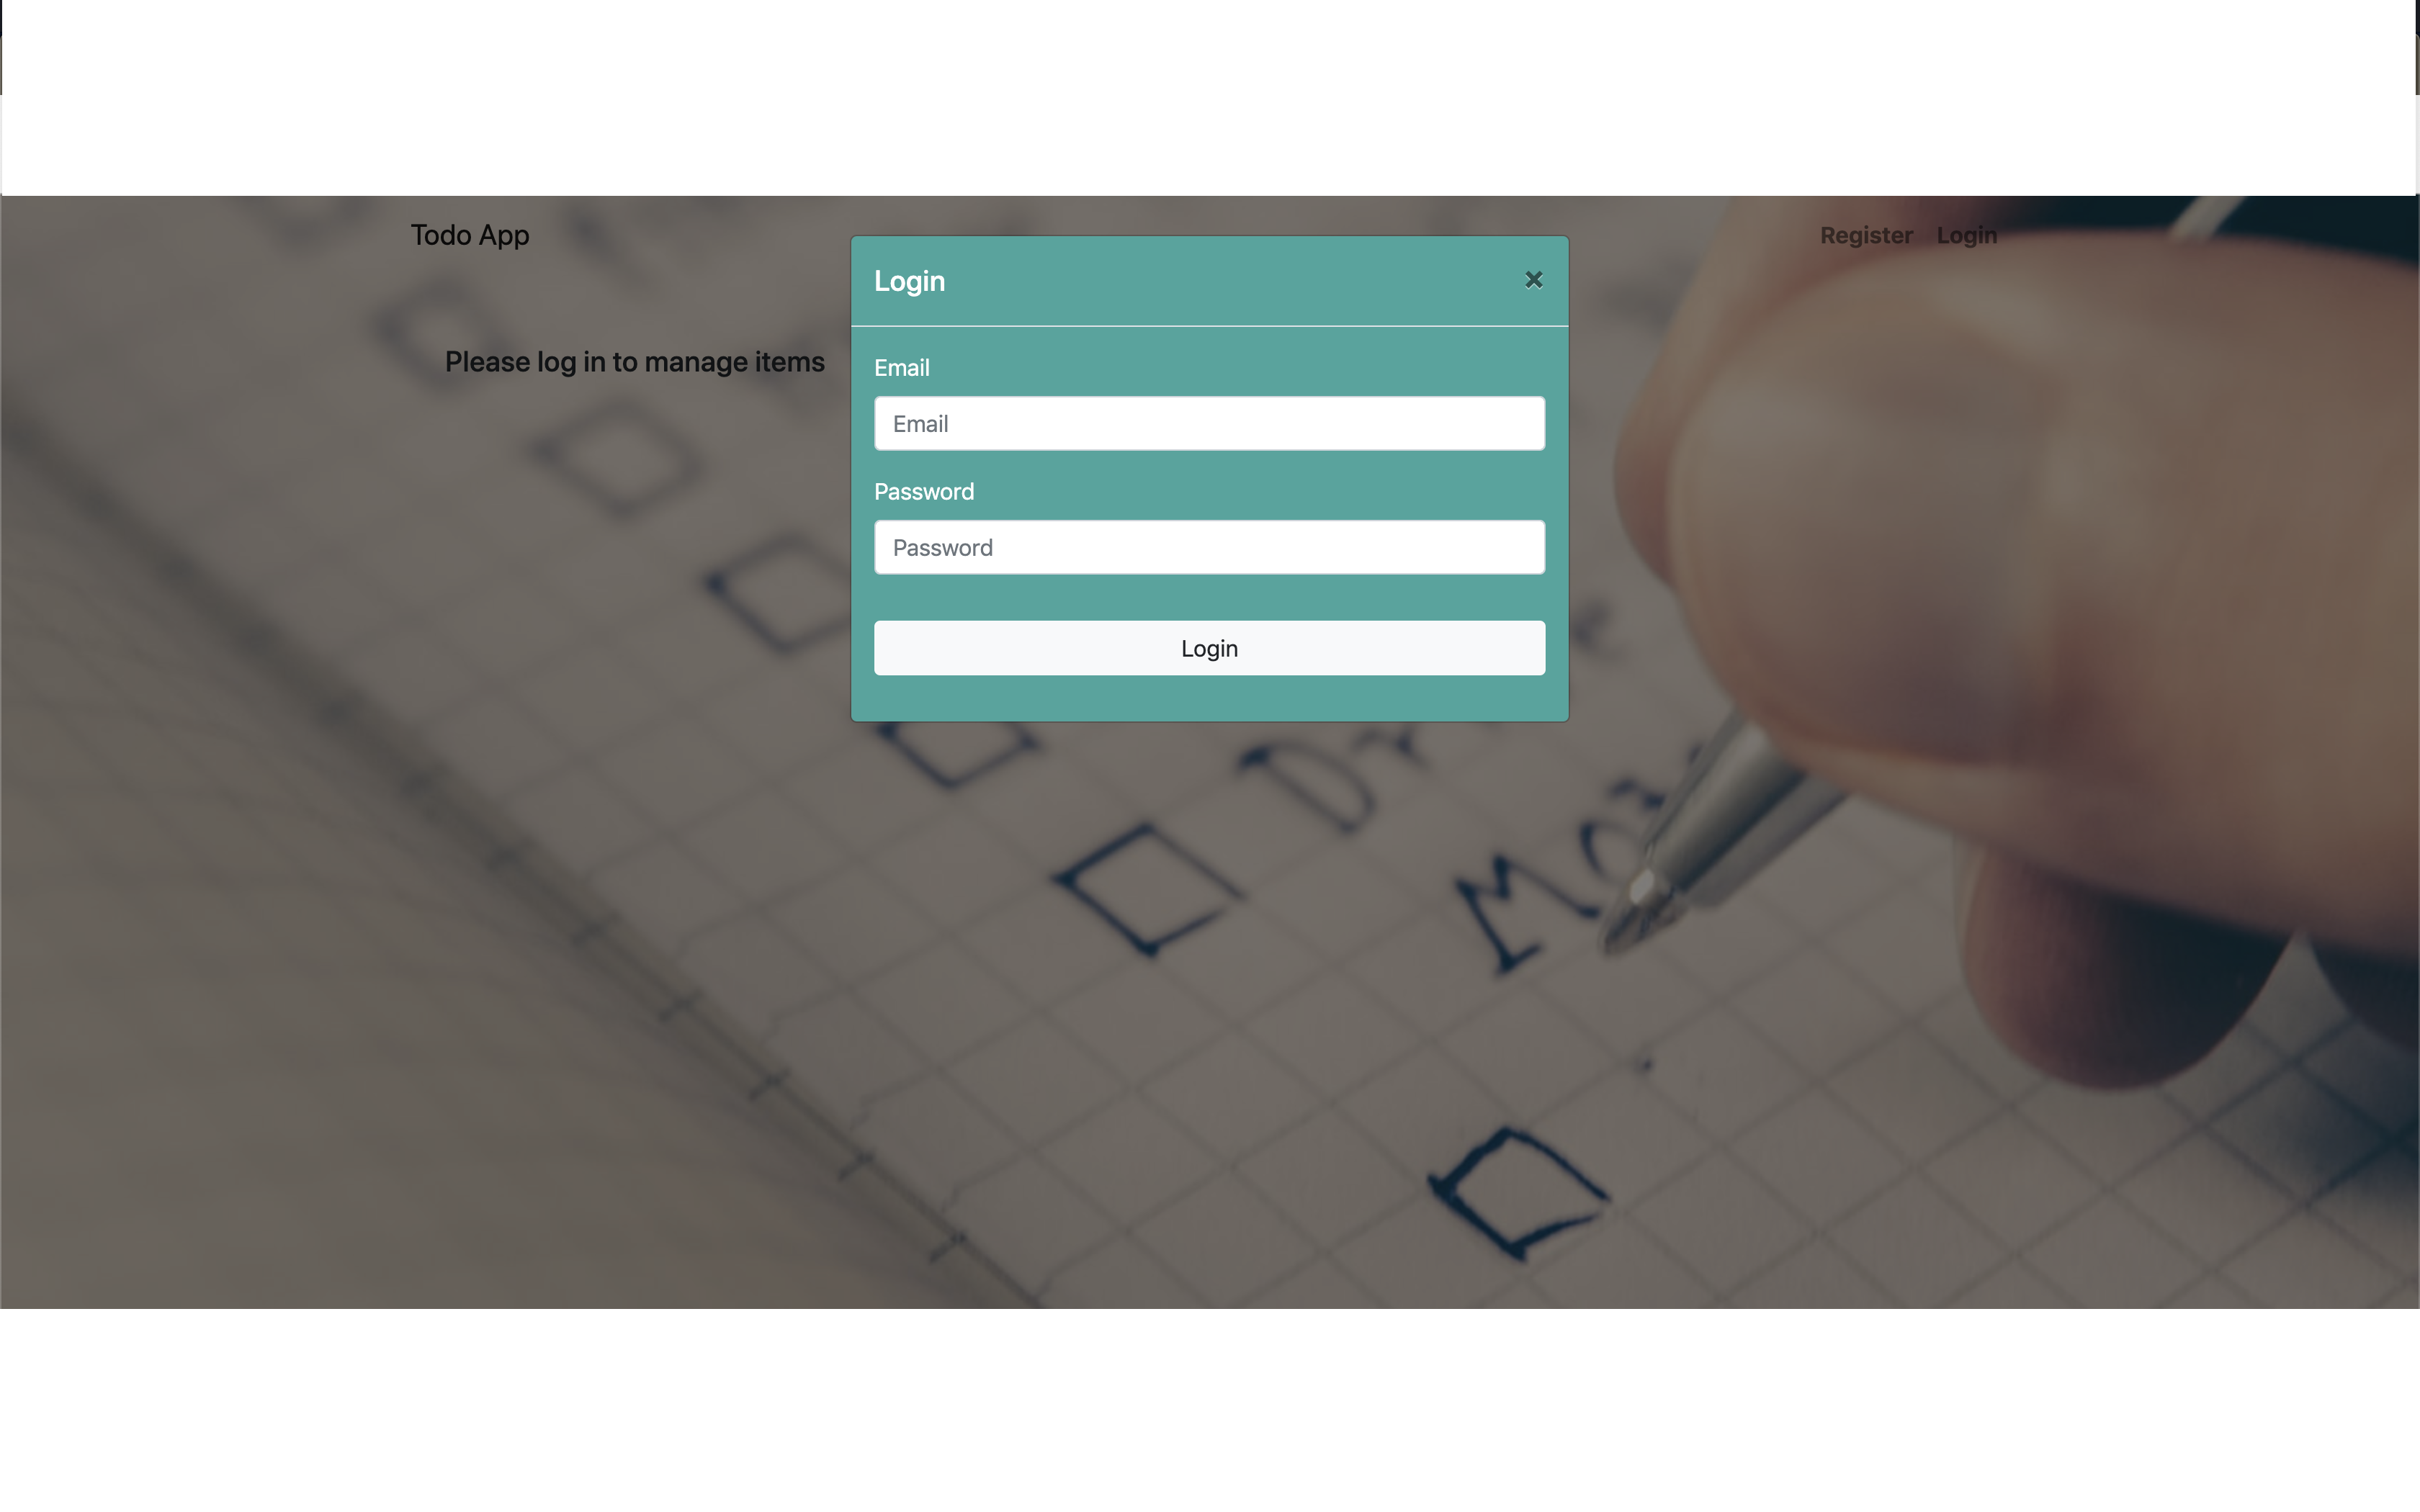 Todo App
Register Login
Login ×
Please log in to manage items
Email
Email
Password
Password
Login